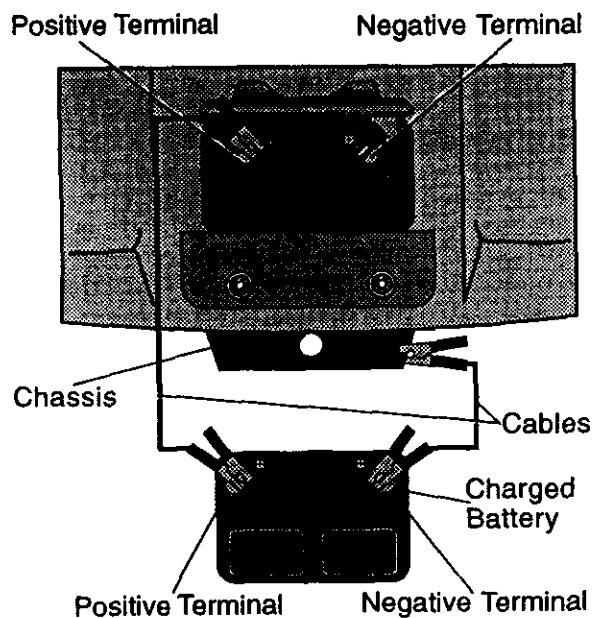 Positive Terminal
Negative Terminal
Chassis
Cables
Charged
Battery
Positive Terminal
Negative Terminal